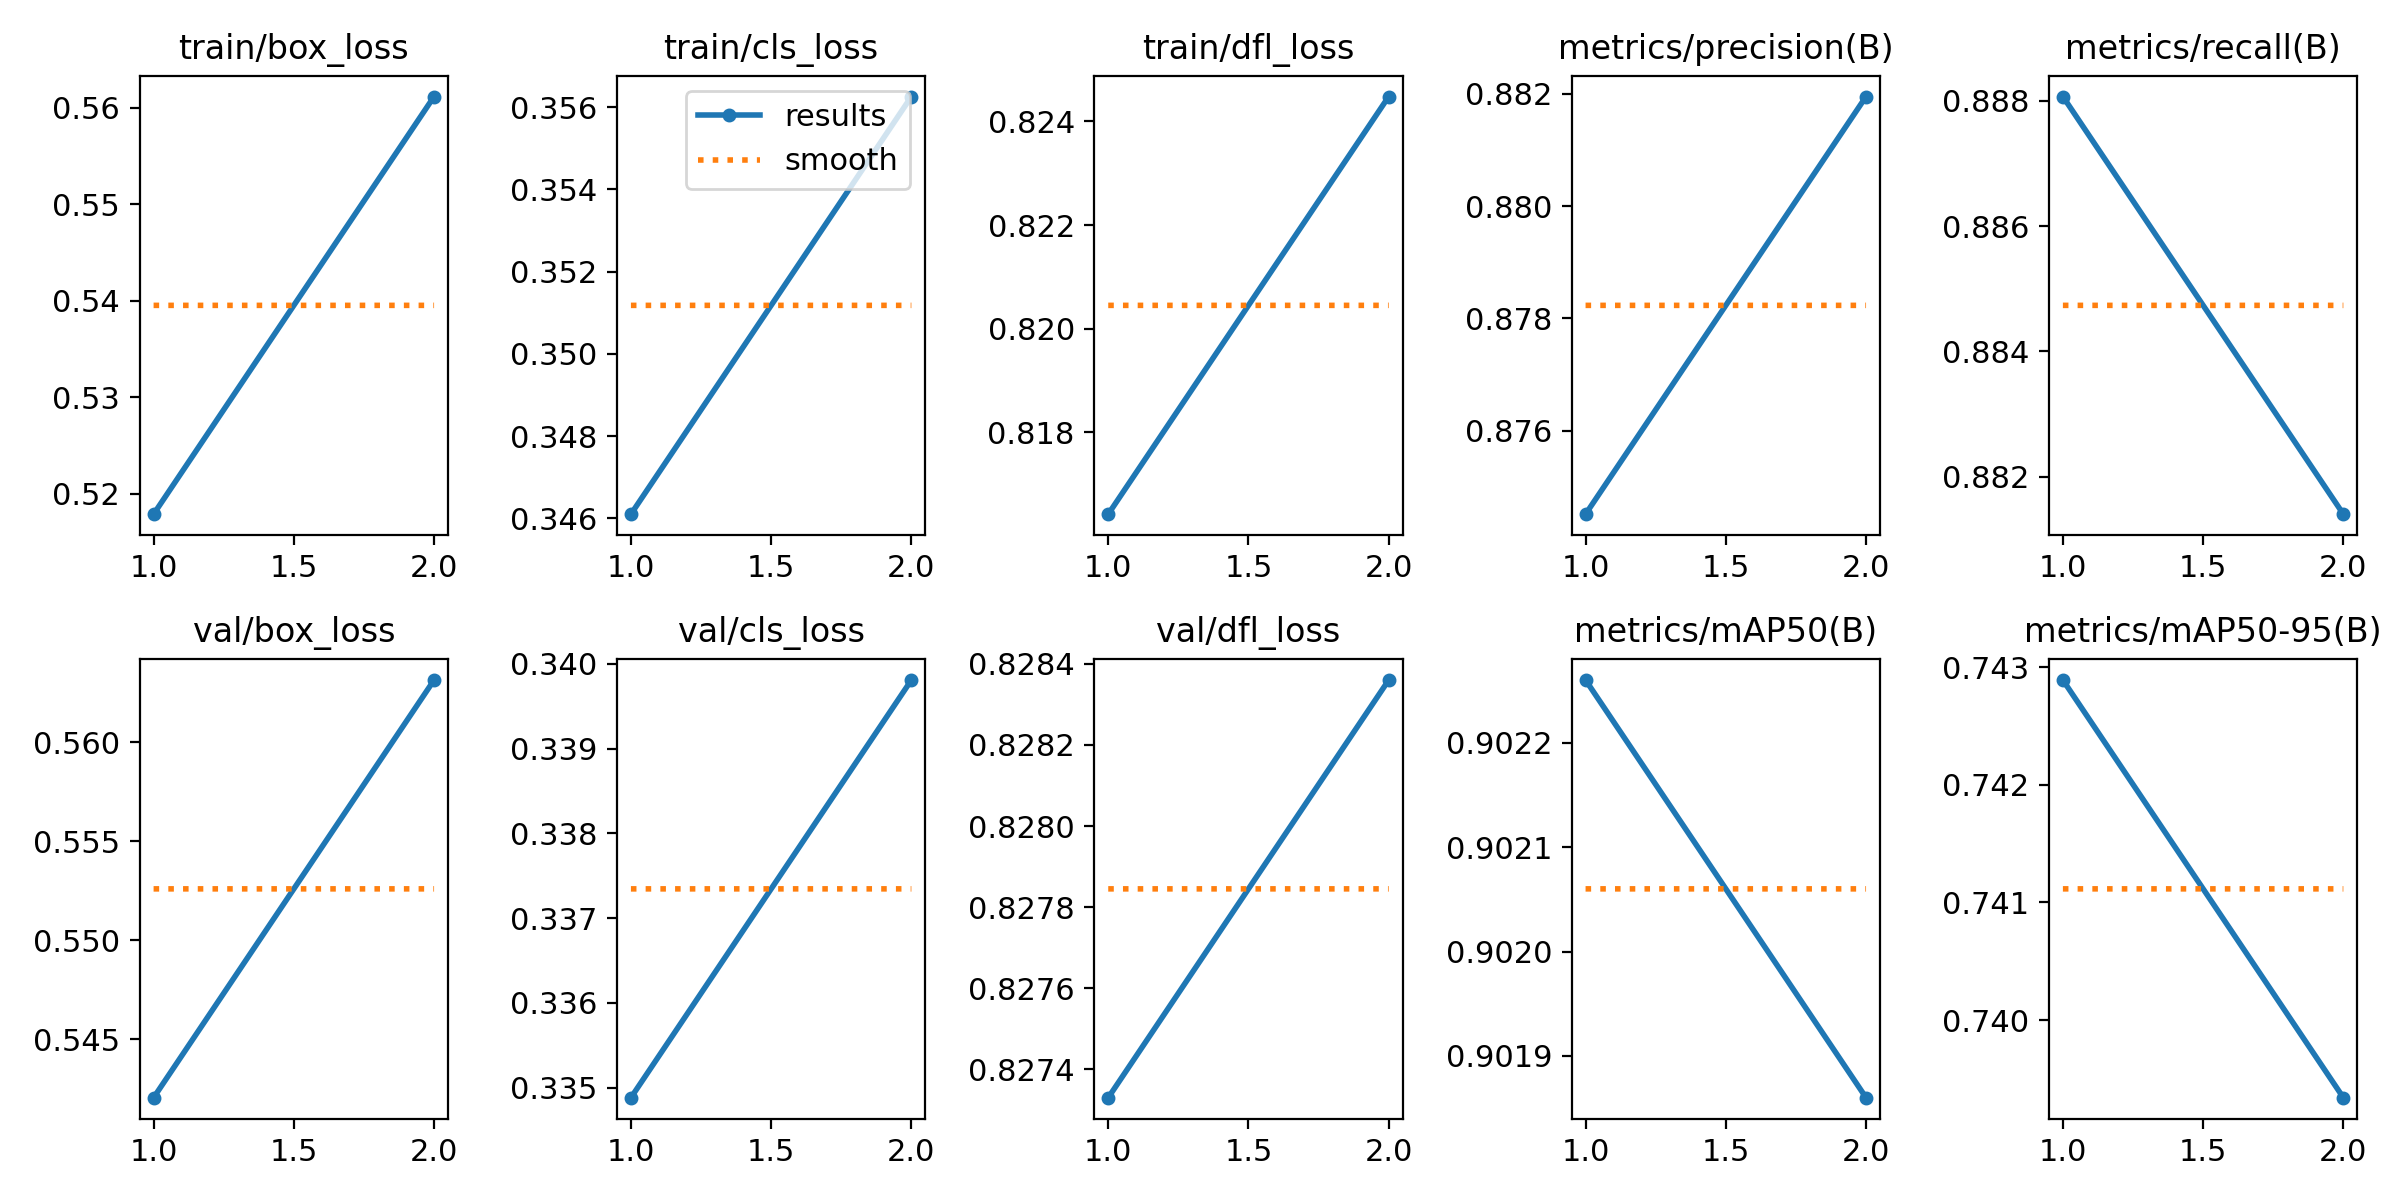 train/box_loss
0.56
0.55
0.54
0.53
0.52
1.0 1.5 2.0
train/cls_loss
results
smooth
0.356
0.354
0.352
0.350
0.348
0.346
1.0 1.5 2.0
train/dfl_loss
0.824
0.822
0.820
0.818
1.0 1.5 2.0
metrics/precision(B)
0.882
0.880
0.878
0.876
1.0 1.5 2.0
metrics/recall(B)
0.888
0.886
0.884
0.882
1.0 1.5 2.0
val/box_loss
0.560
0.555
0.550
0.545
1.0 1.5 2.0
val/cls_loss
0.340
0.339
0.338
0.337
0.336
0.335
1.0 1.5 2.0
val/dfl_loss
0.8284
0.8282
0.8280
0.8278
0.8276
0.8274
1.0 1.5 2.0
metrics/mAP50(B)
0.9022
0.9021
0.9020
0.9019
1.0 1.5 2.0
metrics/mAP50-95(B)
0.743
0.742
0.741
0.740
1.0 1.5 2.0